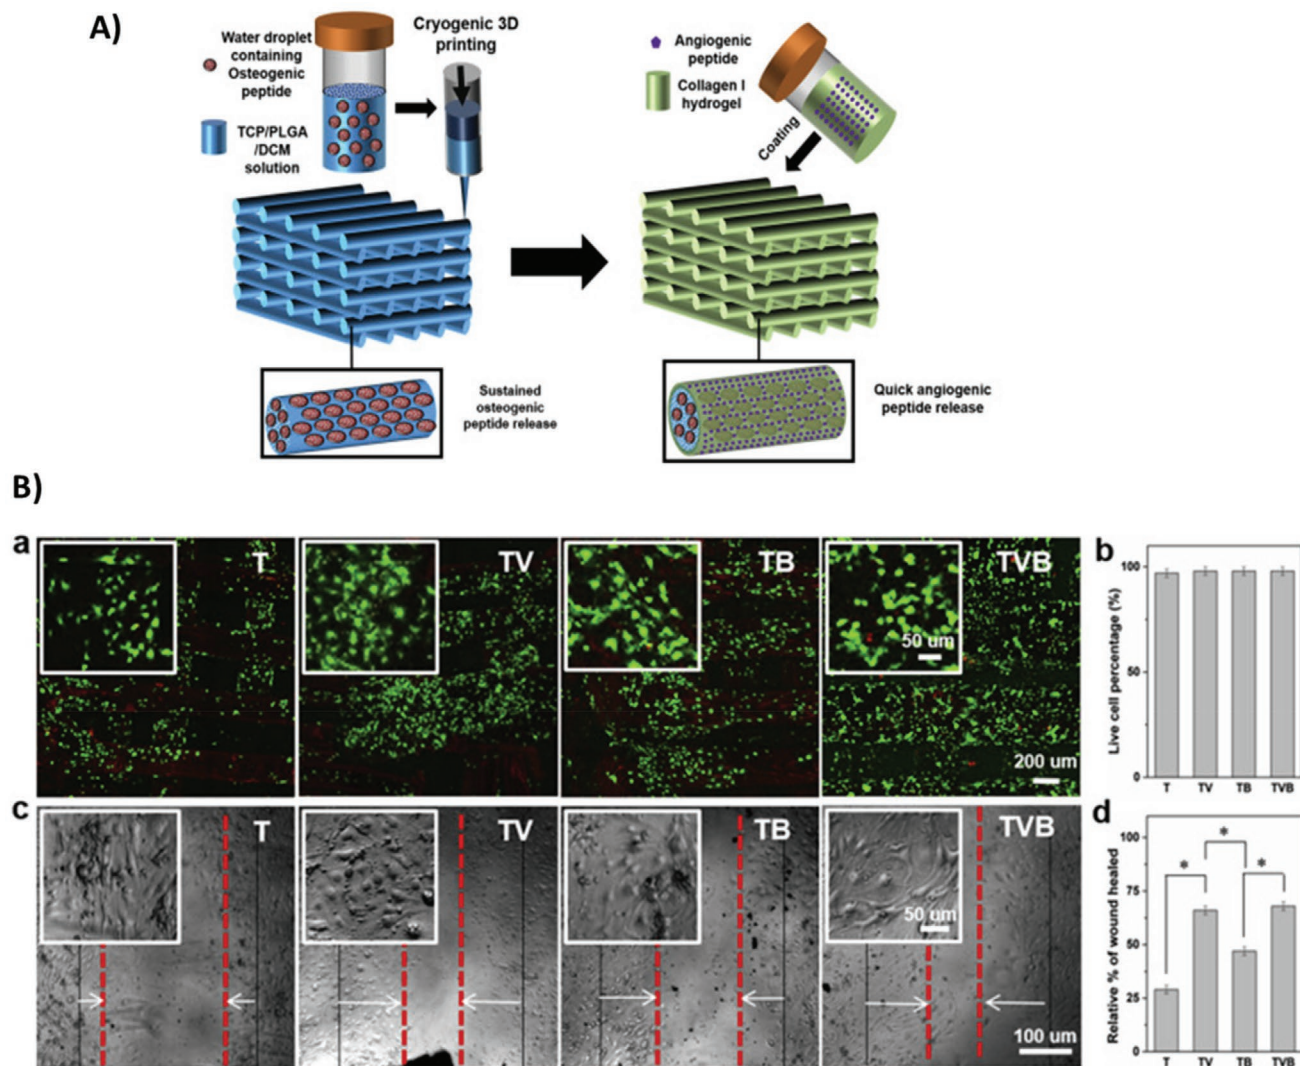 A)
Water droplet
containing
Osteogenic
peptide
TCP/PLGA
/DCM
solution
Cryogenic 3D
printing
Angiogenic
peptide
Collagen I
hydrogel
Coating
Sustained
osteogenic
peptide release
Quick angiogenic
peptide release
B)
a
T
TV
TB
TVB
50 um
200 um
b
Live cell percentage (%)
100
50
0
T TV TB TVB
c
T
TV
TB
TVB
50 um
100 um
d
Relative % of wound healed
100
75
50
25
0
* * *
T TV TB TVB